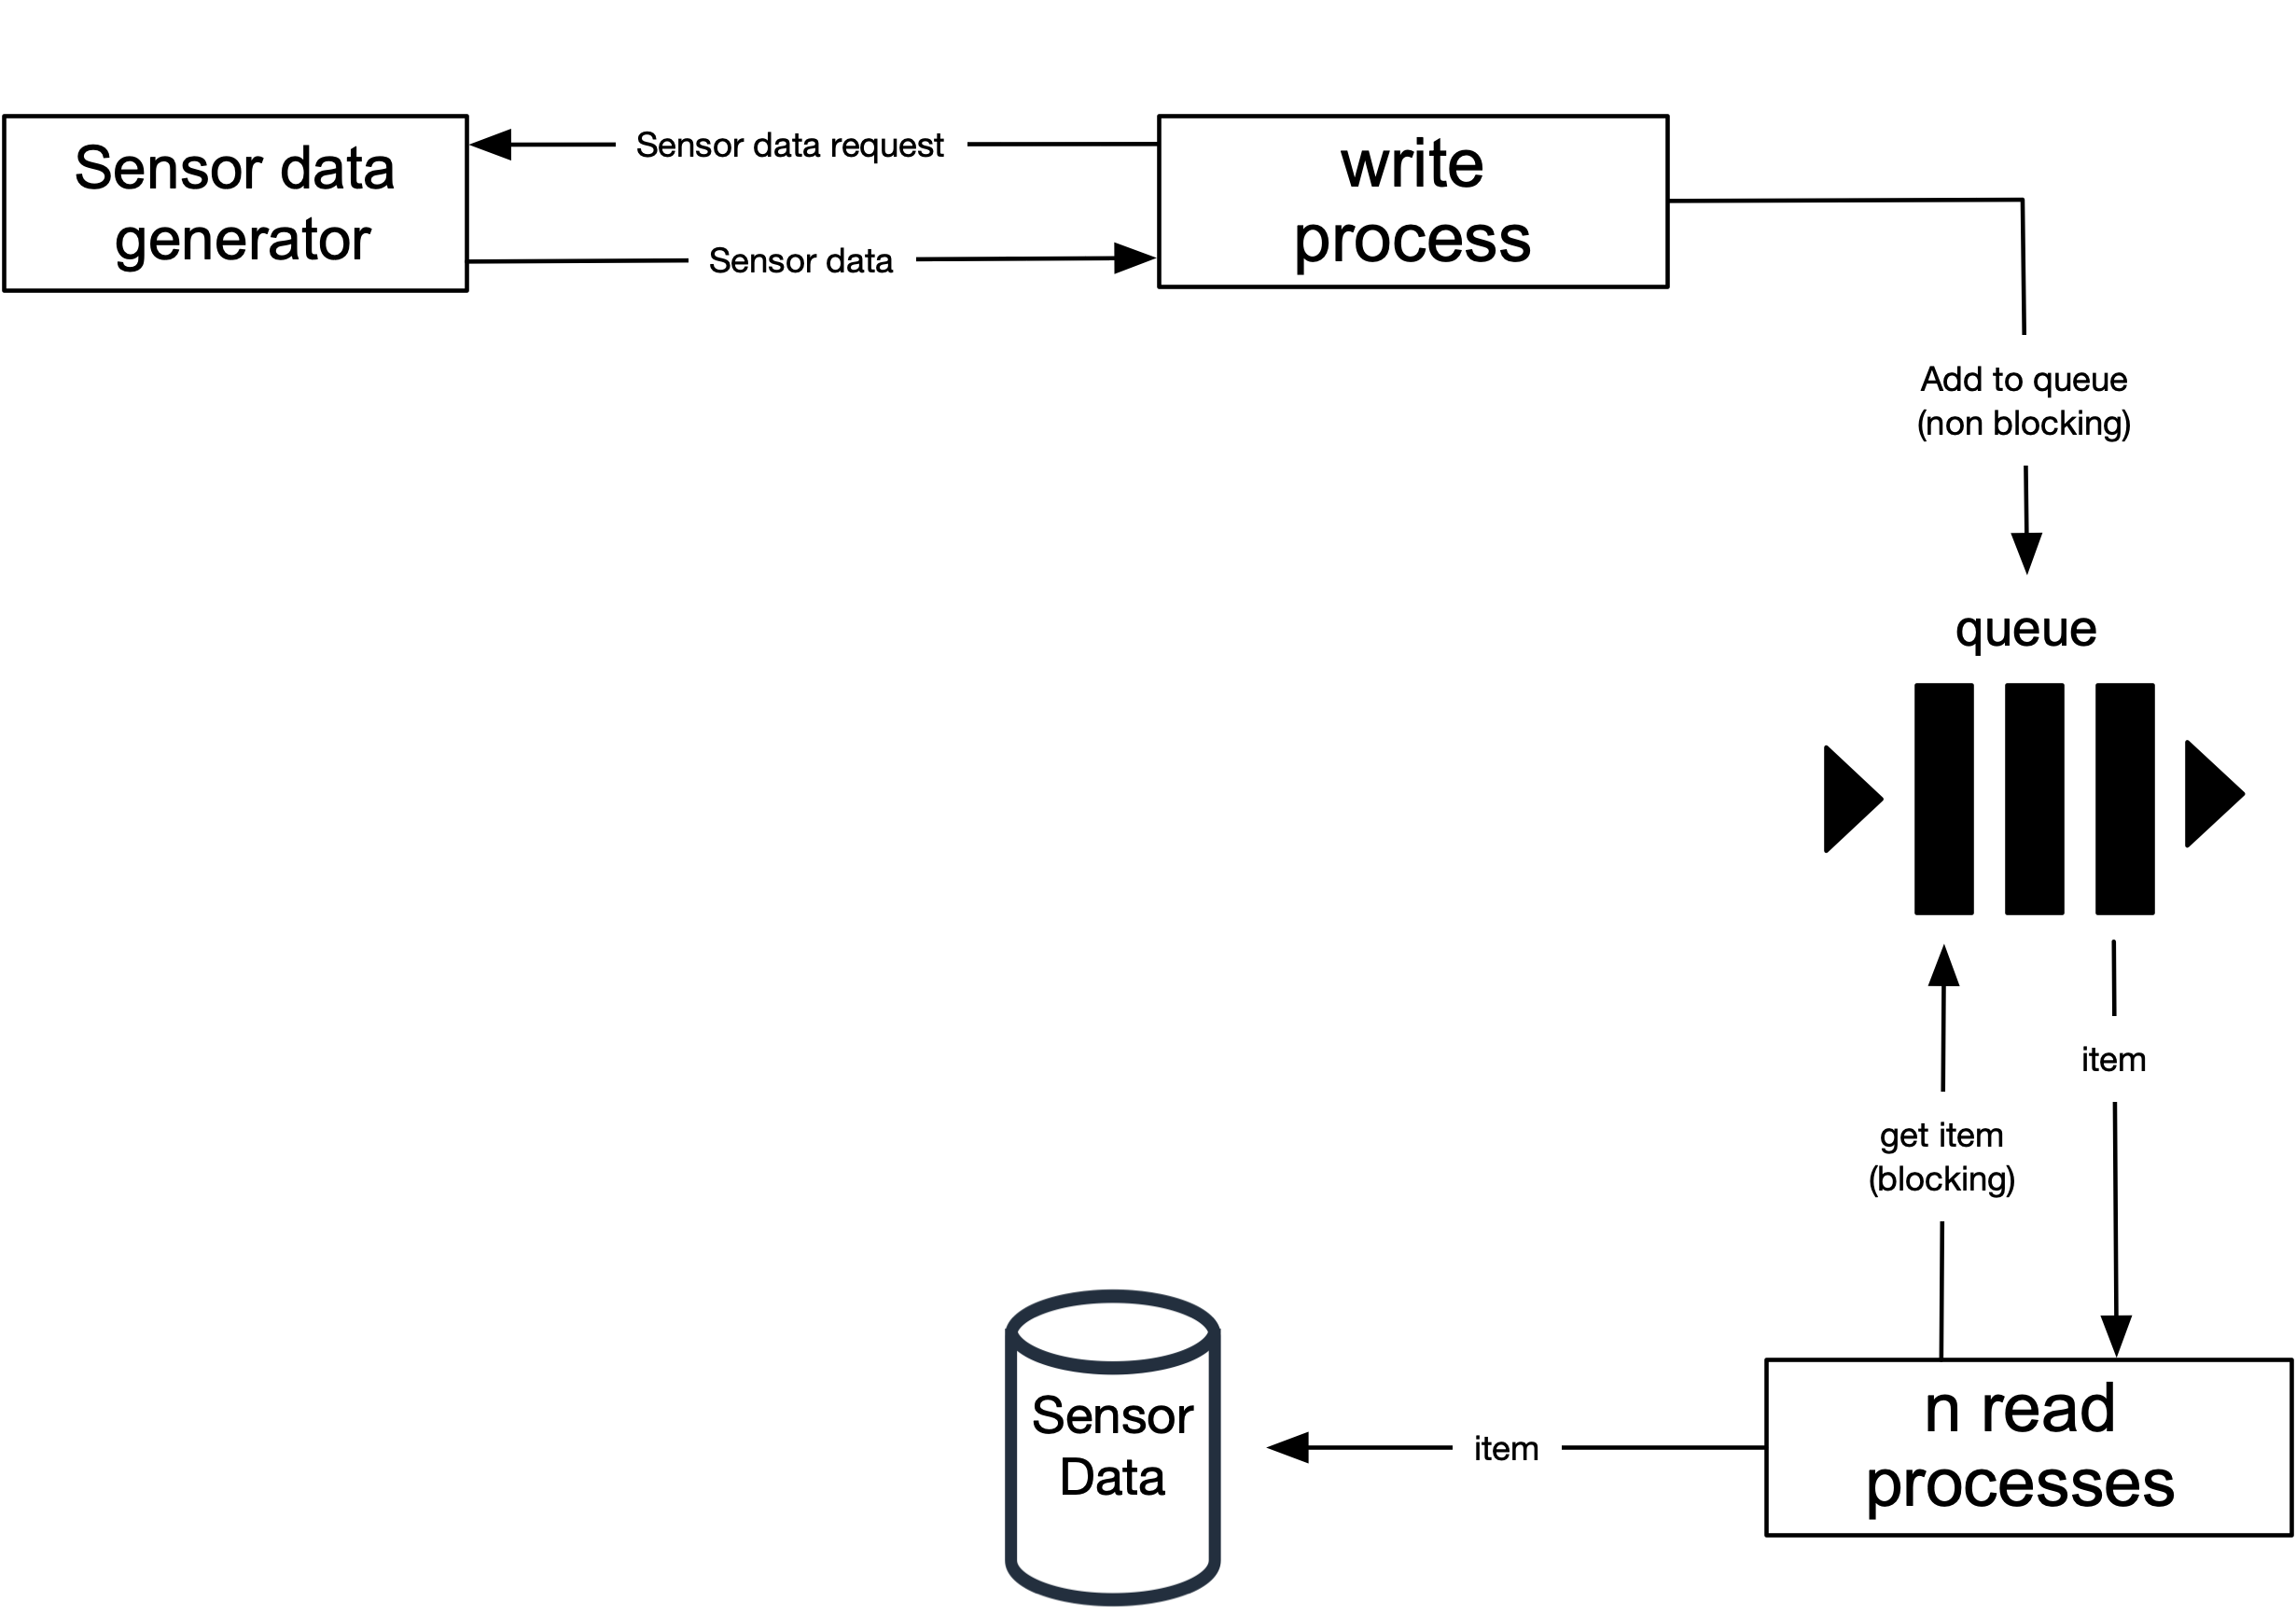 Sensor data
generator
Sensor data request
Sensor data
write
process
Add to queue
(non blocking)
queue
item
get item
(blocking)
n read
processes
item
Sensor
Data